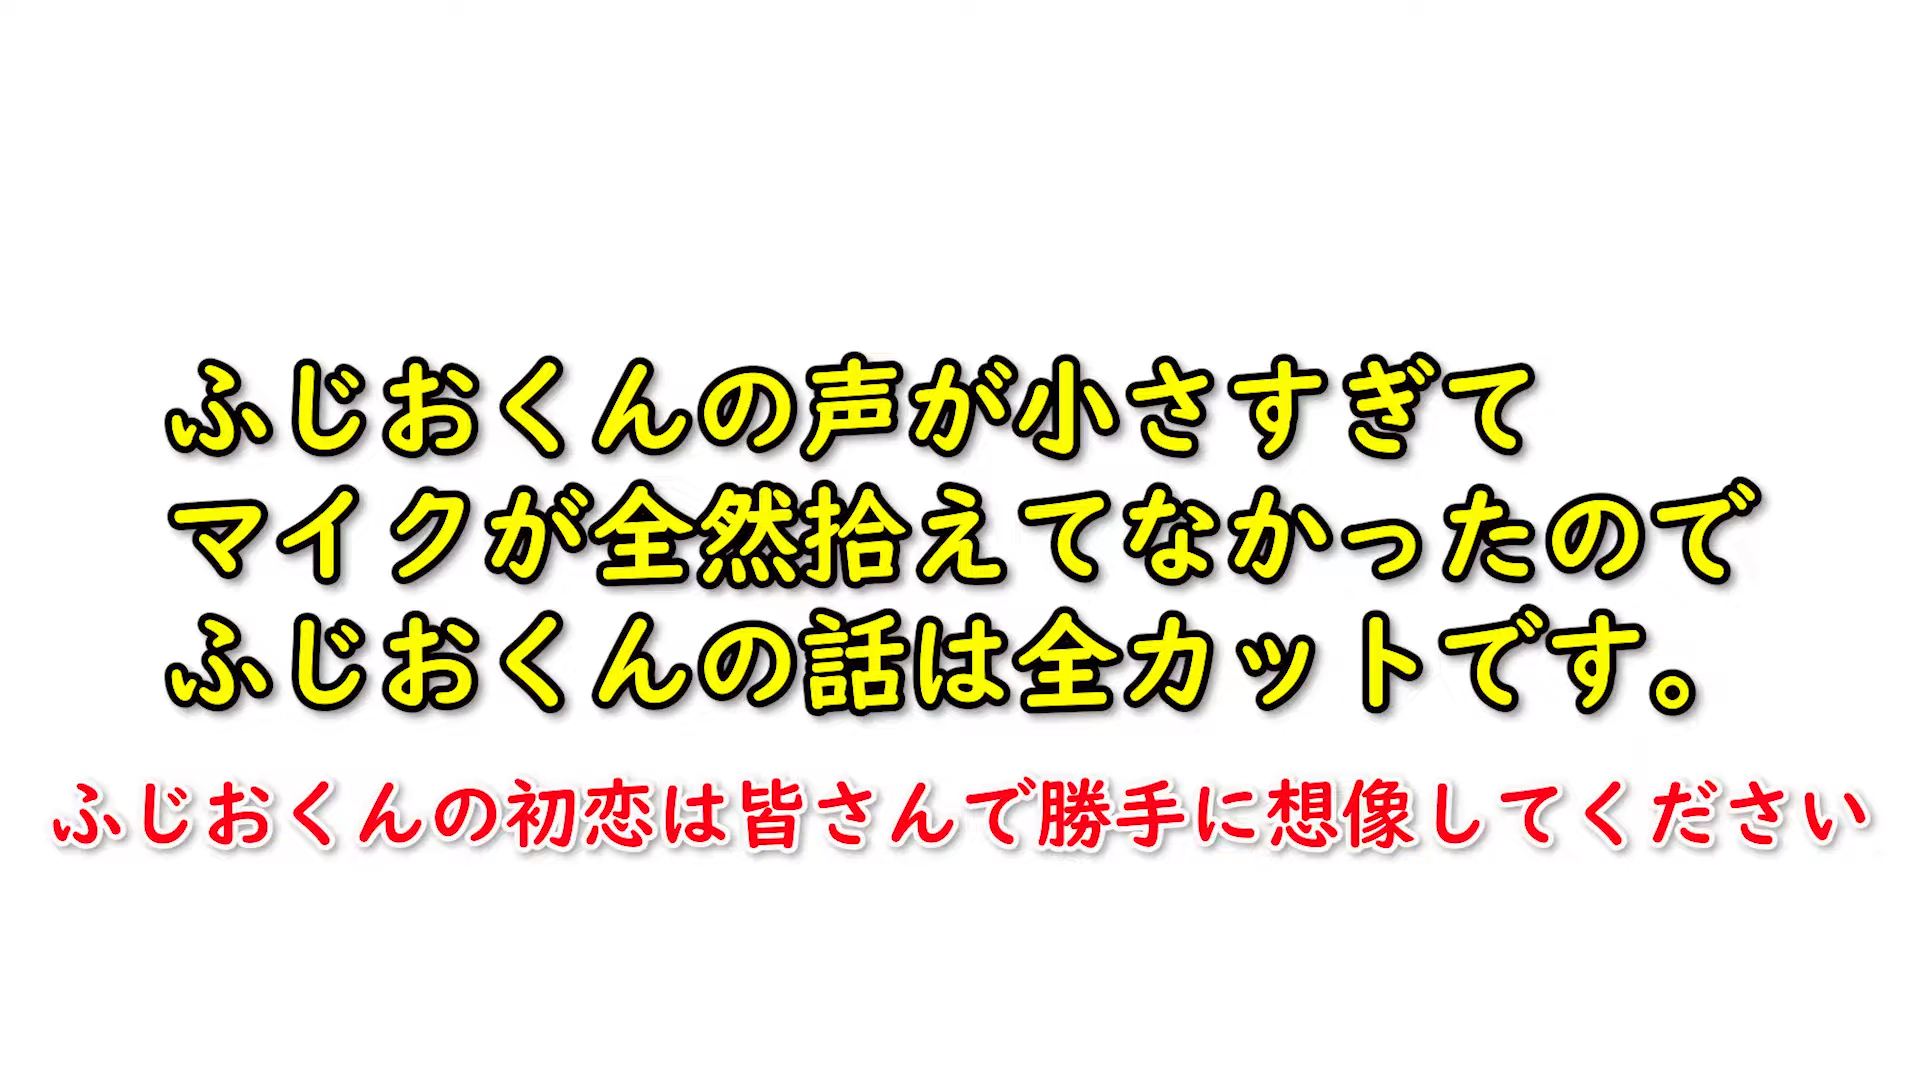 ふじおくんの声が小さすぎて
マイクが全然拾えてなかったので
ふじおくんの話は全カットです。
ふじおくんの初恋は皆さんで勝手に想像してください